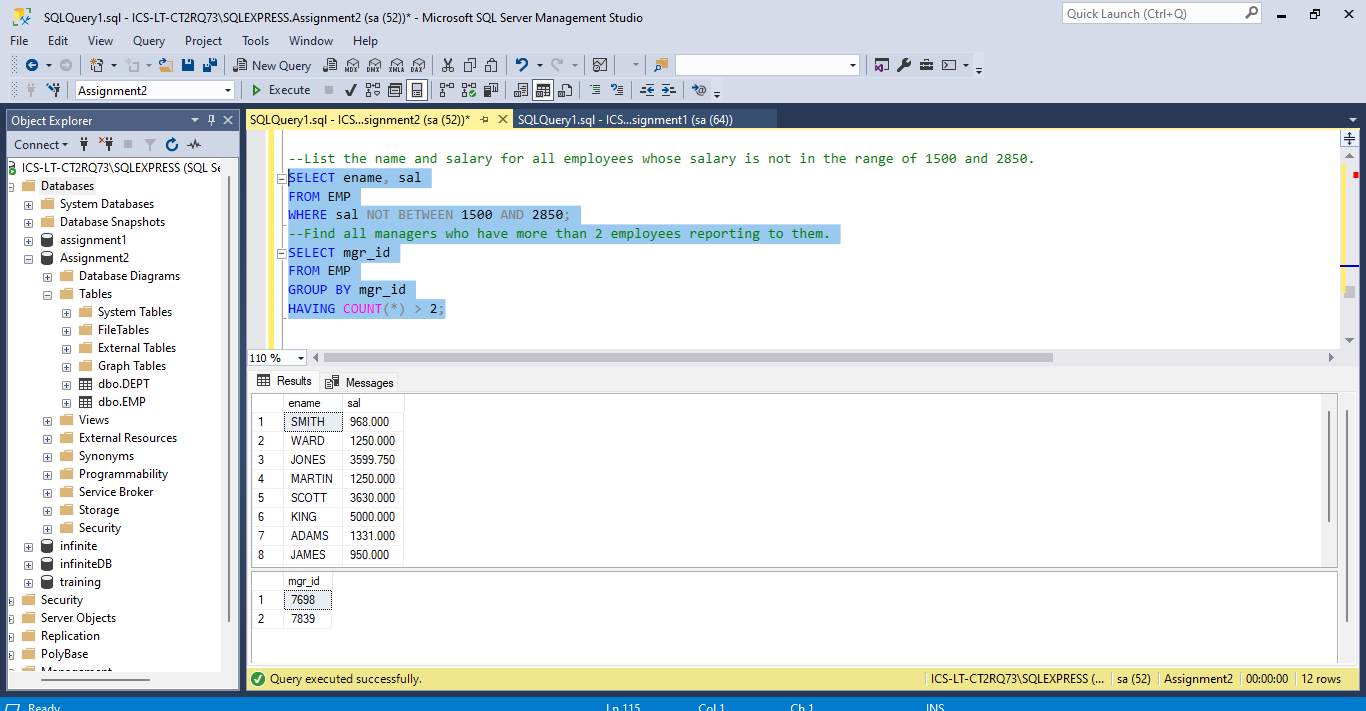 SQLQuery1.sql - ICS-LT-CT2RQ73\SQLEXPRESS.Assignment2 (sa (52))* - Microsoft SQL Server Management Studio
Quick Launch (Ctrl+Q)
File Edit View Query Project Tools Window Help
New Query
MDX DMX XMLA DAX
Assignment2
Execute
Object Explorer
Connect
ICS-LT-CT2RQ73\SQLEXPRESS (SQL Se
Databases
System Databases
Database Snapshots
assignment1
Assignment2
Database Diagrams
Tables
System Tables
FileTables
External Tables
Graph Tables
dbo.DEPT
dbo.EMP
Views
External Resources
Synonyms
Programmability
Service Broker
Storage
Security
infinite
infiniteDB
training
Security
Server Objects
Replication
PolyBase
Management
SQLQuery1.sql - ICS...signment2 (sa (52))*
SQLQuery1.sql - ICS...signment1 (sa (64))
--List the name and salary for all employees whose salary is not in the range of 1500 and 2850.
SELECT ename, sal
FROM EMP
WHERE sal NOT BETWEEN 1500 AND 2850;
--Find all managers who have more than 2 employees reporting to them.
SELECT mgr_id
FROM EMP
GROUP BY mgr_id
HAVING COUNT(*) > 2;
110 %
Results Messages
ename sal
1 SMITH 968.000
2 WARD 1250.000
3 JONES 3599.750
4 MARTIN 1250.000
5 SCOTT 3630.000
6 KING 5000.000
7 ADAMS 1331.000
8 JAMES 950.000
mgr_id
1 7698
2 7839
Query executed successfully.
ICS-LT-CT2RQ73\SQLEXPRESS (... sa (52) Assignment2 00:00:00 12 rows
Ready Ln 115 Col 1 Ch 1 INS